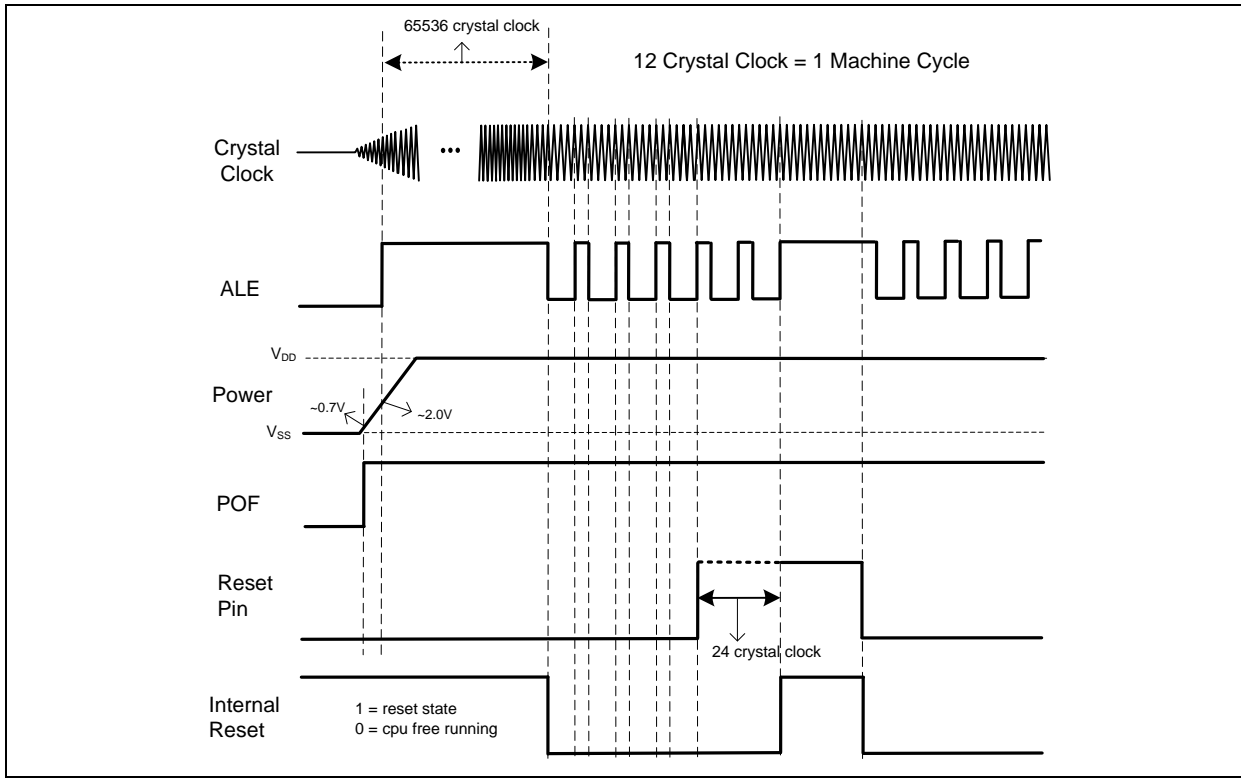 65536 crystal clock
12 Crystal Clock = 1 Machine Cycle
Crystal
Clock
ALE
VDD
Power
~0.7V
~2.0V
VSS
POF
Reset
Pin
24 crystal clock
Internal
Reset
1 = reset state
0 = cpu free running